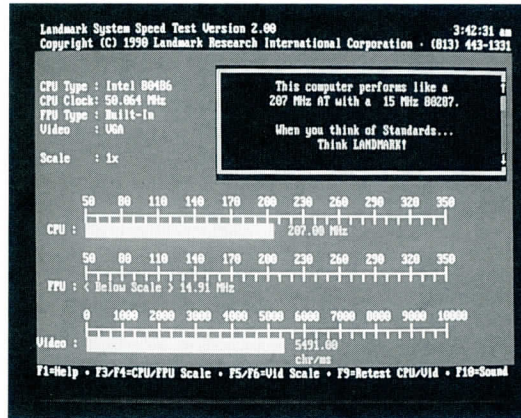 Landmark System Speed Test Version 2.00 3:42:31 am
Copyright (C) 1990 Landmark Research International Corporation · (813) 443-1331
CPU Type : Intel 80486
CPU Clock: 50.064 MHz
FPU Type : Built-In
Video : VGA
Scale : 1x
This computer performs like a
207 MHz AT with a 15 MHz 80287.
When you think of Standards...
Think LANDMARK!
50 80 110 140 170 200 230 260 290 320 350
CPU : 207.00 MHz
50 80 110 140 170 200 230 260 290 320 350
FPU : < Below Scale > 14.91 MHz
0 1000 2000 3000 4000 5000 6000 7000 8000 9000 10000
Video : 5491.00
chr/ms
F1=Help · F3/F4=CPU/FPU Scale · F5/F6=Vid Scale · F9=Retest CPU/Vid · F10=Sound